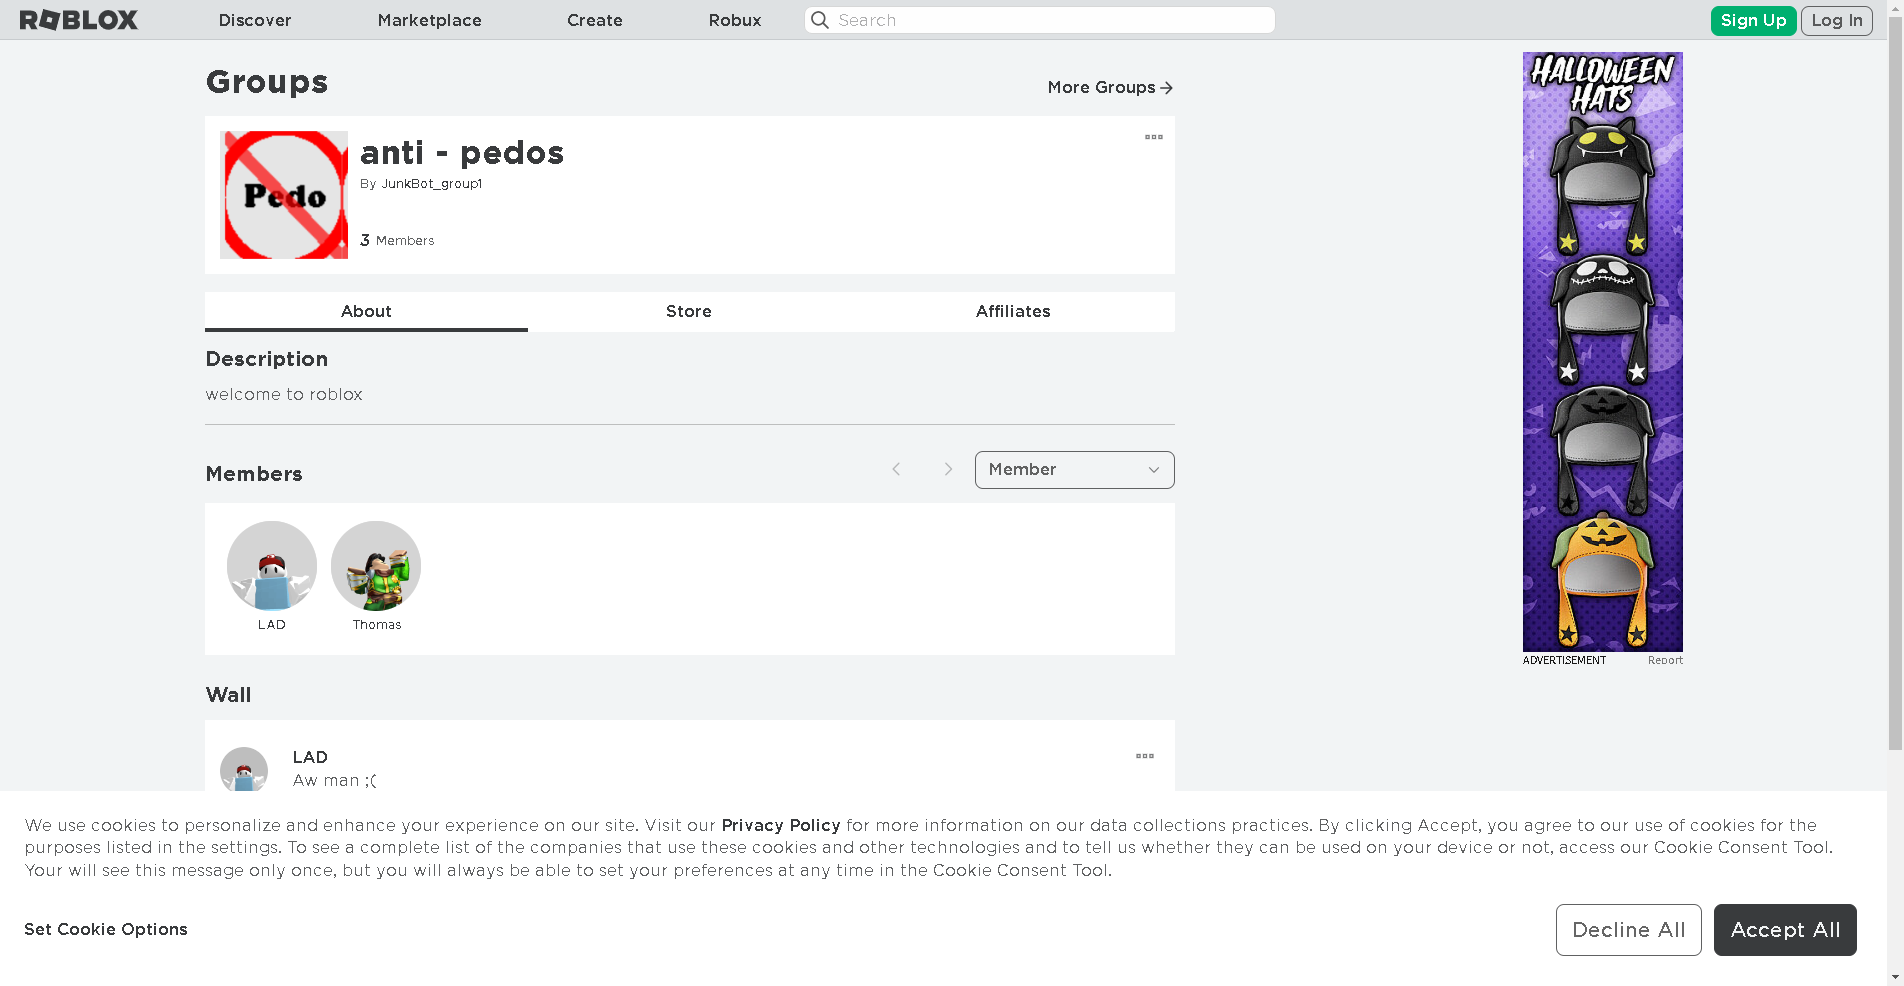 ROBLOX
Discover
Marketplace
Create
Robux
Search
Sign Up
Log In
Groups
More Groups
Pedo
anti - pedos
By JunkBot_group1
3 Members
About
Store
Affiliates
Description
welcome to roblox
Members
Member
LAD
Thomas
Wall
LAD
Aw man ;(
HALLOWEEN
HATS
ADVERTISEMENT
Report
We use cookies to personalize and enhance your experience on our site. Visit our Privacy Policy for more information on our data collections practices. By clicking Accept, you agree to our use of cookies for the
purposes listed in the settings. To see a complete list of the companies that use these cookies and other technologies and to tell us whether they can be used on your device or not, access our Cookie Consent Tool.
Your will see this message only once, but you will always be able to set your preferences at any time in the Cookie Consent Tool.
Set Cookie Options
Decline All
Accept All